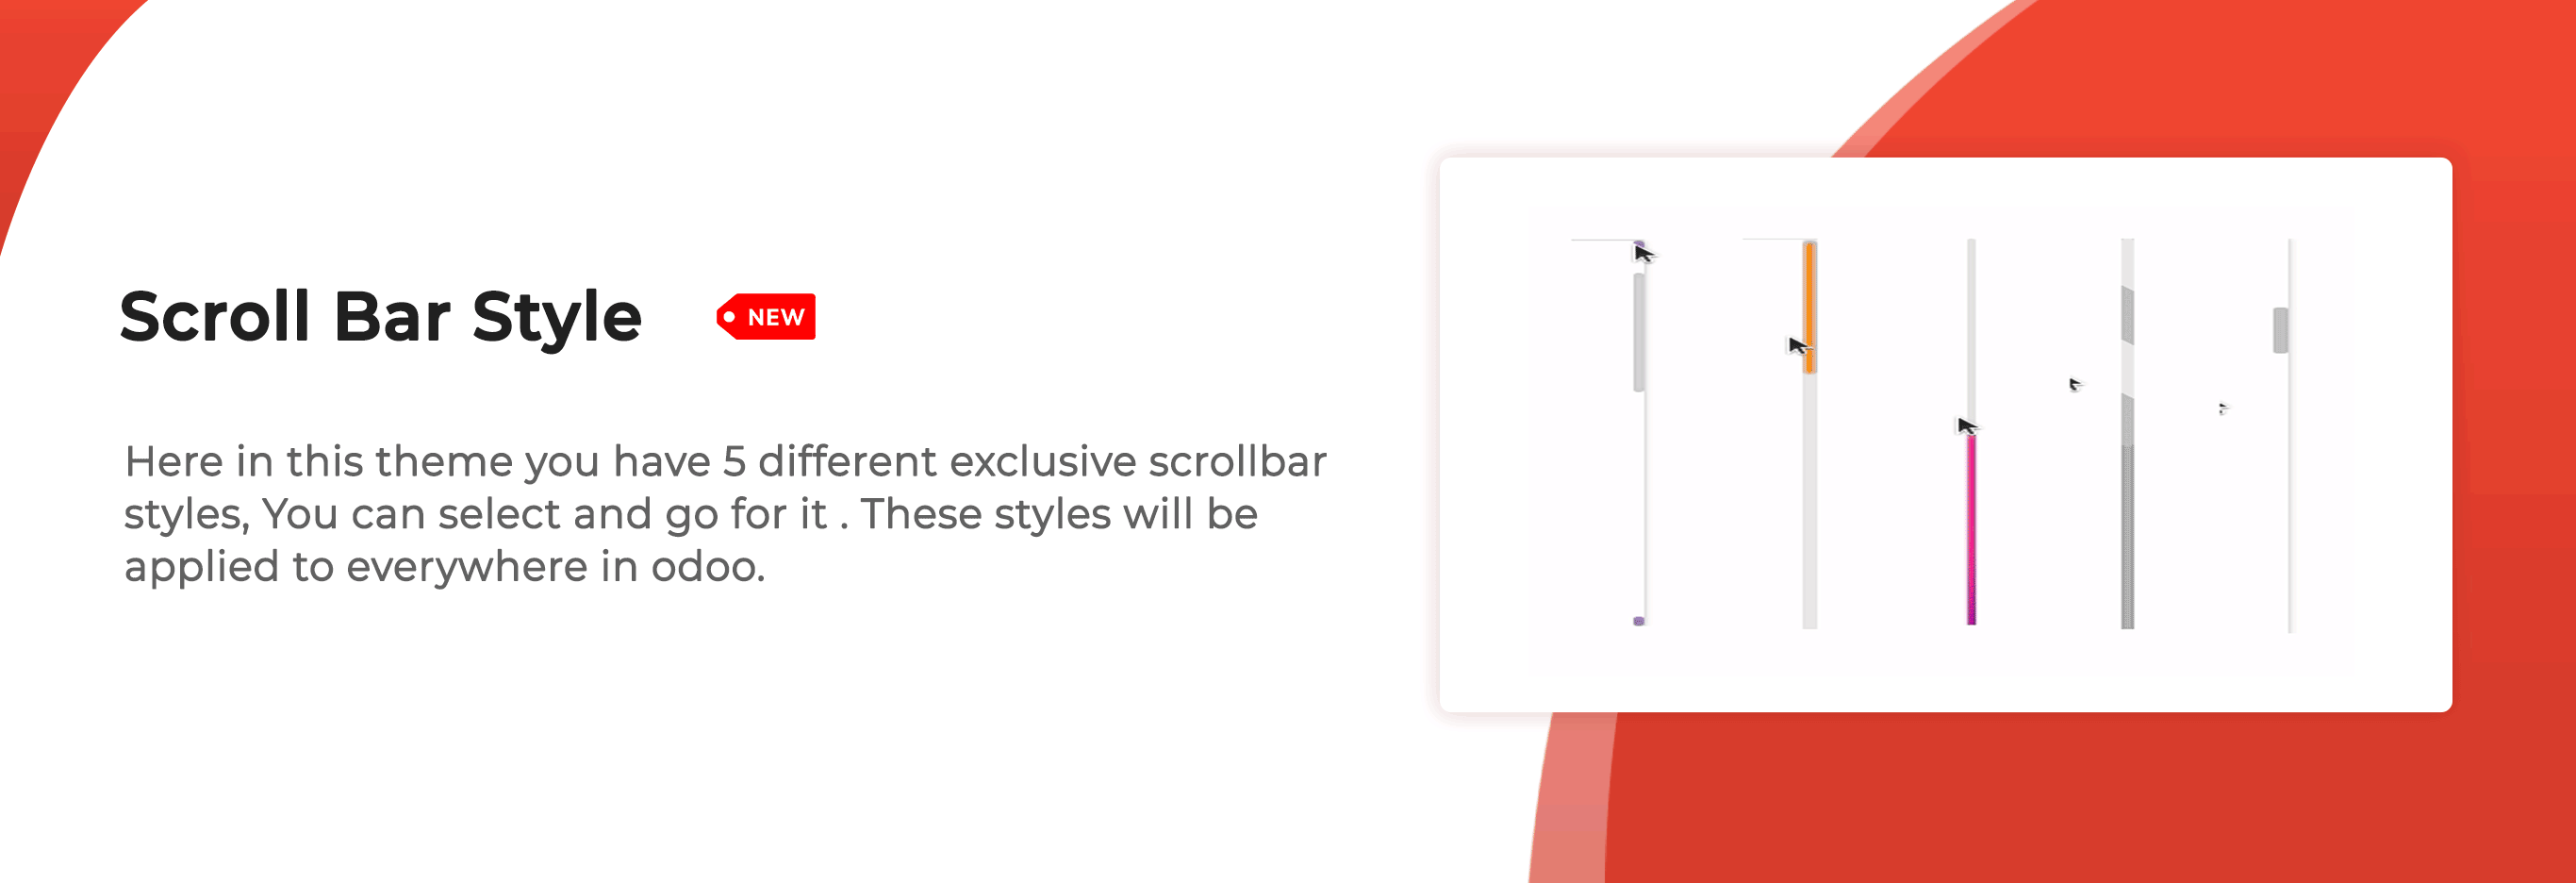 Scroll Bar Style
NEW
Here in this theme you have 5 different exclusive scrollbar
styles, You can select and go for it . These styles will be
applied to everywhere in odoo.